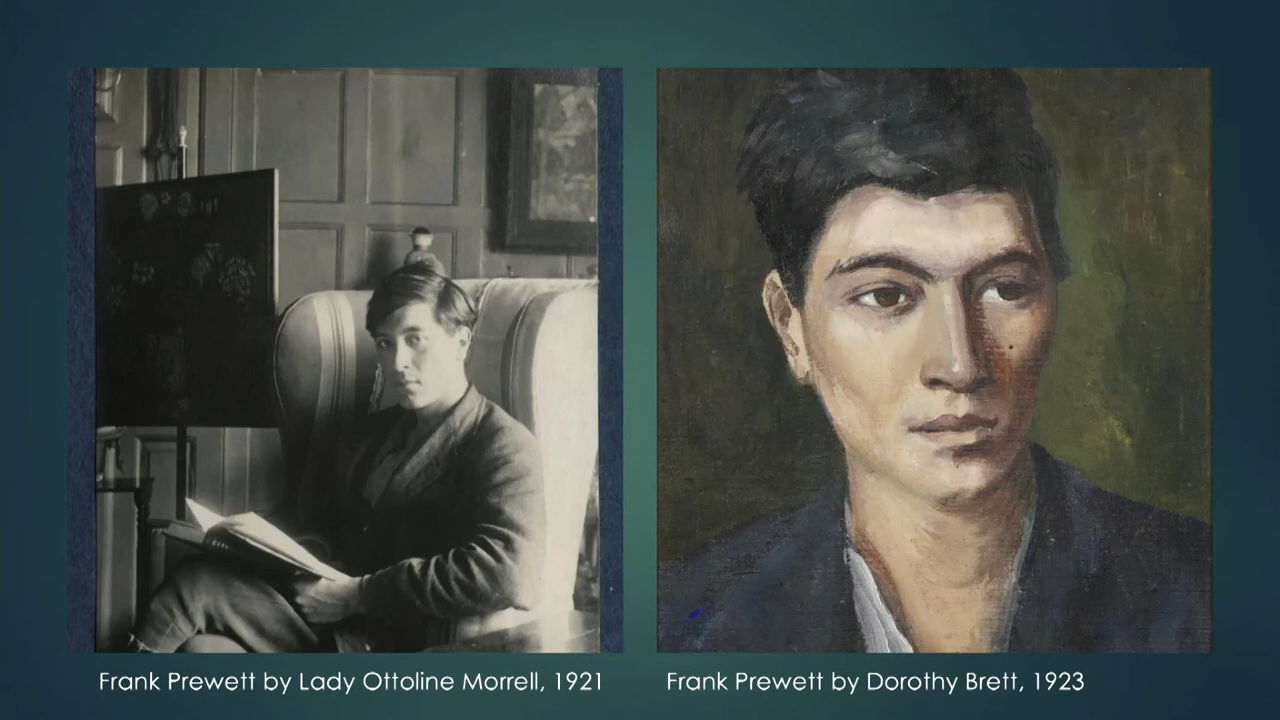 Frank Prewett by Lady Ottoline Morrell, 1921
Frank Prewett by Dorothy Brett, 1923